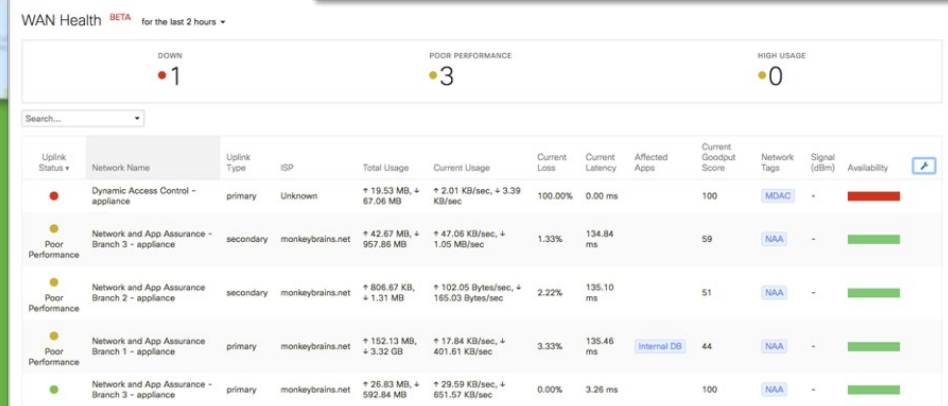 WAN Health BETA for the last 2 hours
DOWN POOR PERFORMANCE HIGH USAGE
1 3 0
Search...
Uplink Status Network Name Uplink Type ISP Total Usage Current Usage Current Loss Current Latency Affected Apps Current Goodput Score Network Tags Signal (dBm) Availability
Dynamic Access Control - appliance primary Unknown ↑ 19.53 MB, ↓ 67.06 MB ↑ 2.01 KB/sec, ↓ 3.39 KB/sec 100.00% 0.00 ms 100 MDAC -
Poor Performance Network and App Assurance - Branch 3 - appliance secondary monkeybrains.net ↑ 42.67 MB, ↓ 957.86 MB ↑ 47.06 KB/sec, ↓ 1.05 MB/sec 1.33% 134.84 ms 59 NAA -
Poor Performance Network and App Assurance - Branch 2 - appliance secondary monkeybrains.net ↑ 806.67 KB, ↓ 1.31 MB ↑ 102.05 Bytes/sec, ↓ 165.03 Bytes/sec 2.22% 135.10 ms 51 NAA -
Poor Performance Network and App Assurance - Branch 1 - appliance primary monkeybrains.net ↑ 152.13 MB, ↓ 3.32 GB ↑ 17.84 KB/sec, ↓ 401.61 KB/sec 3.33% 135.46 ms Internal DB 44 NAA -
Network and App Assurance - Branch 3 - appliance primary monkeybrains.net ↑ 26.83 MB, ↓ 592.84 MB ↑ 29.59 KB/sec, ↓ 651.57 KB/sec 0.00% 3.26 ms 100 NAA -